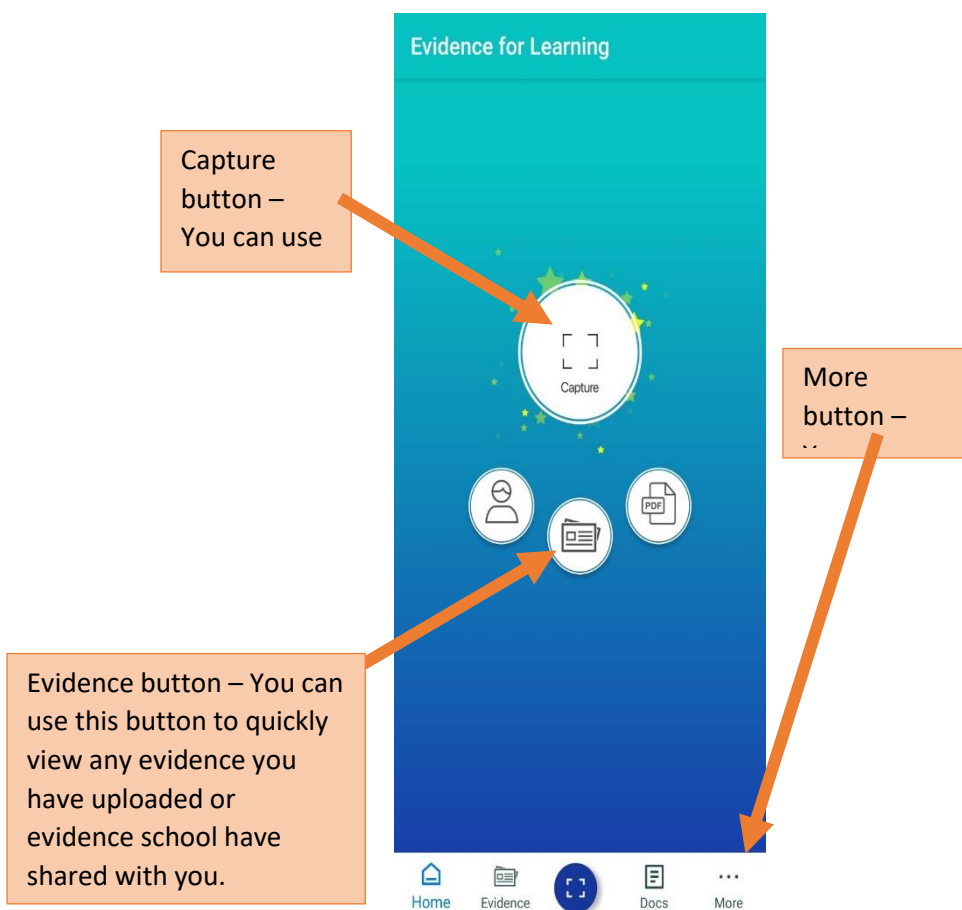 Evidence for Learning
Capture
button –
You can use
Capture
More
button –
PDF
Evidence button – You can
use this button to quickly
view any evidence you
have uploaded or
evidence school have
shared with you.
Home Evidence Docs More